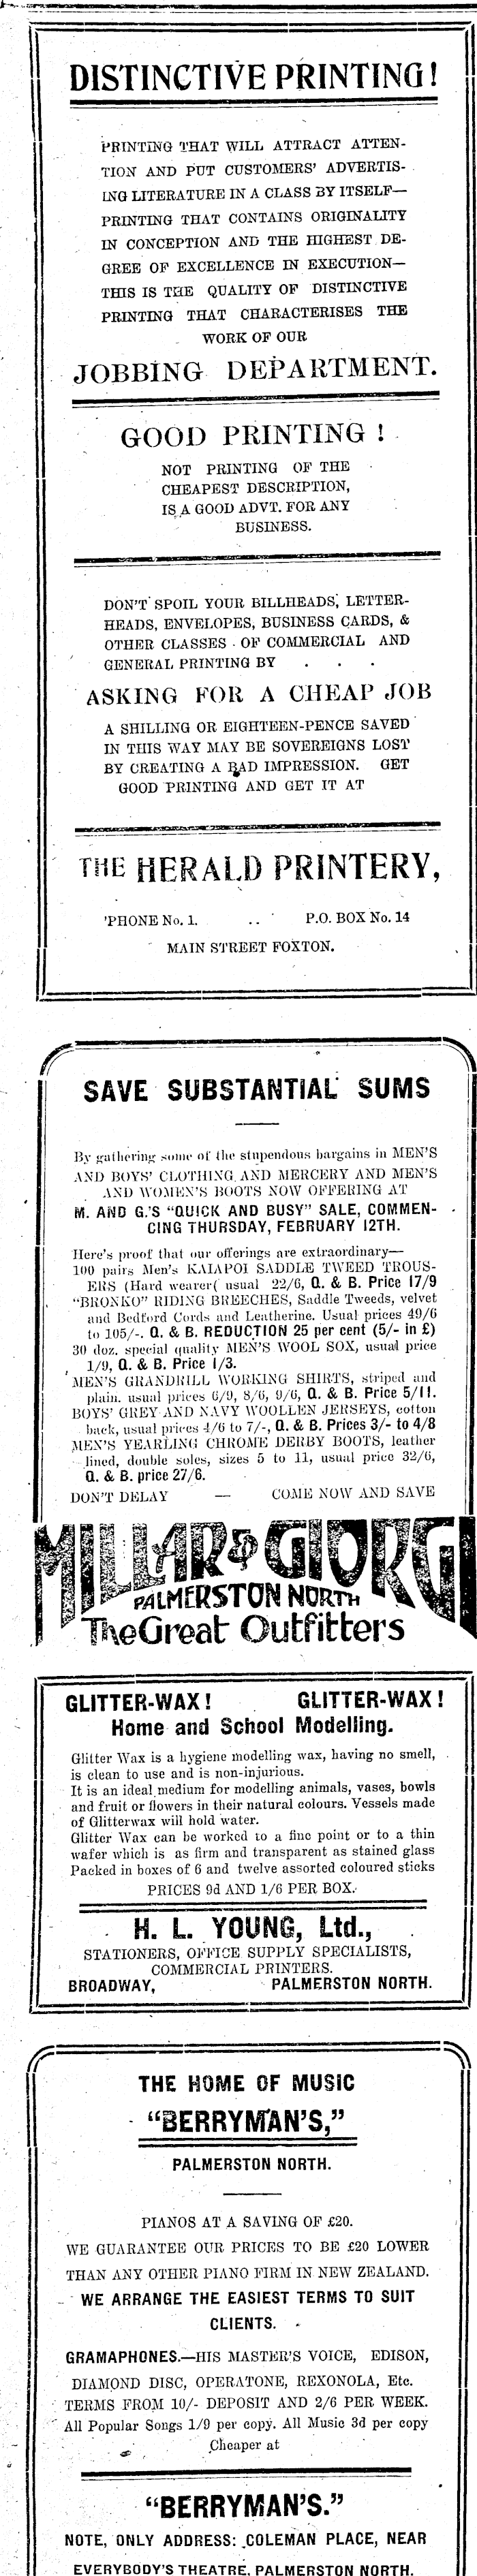 DISTINCTIVE PRINTING!
PRINTING THAT WILL ATTRACT ATTEN-
TION AND PUT CUSTOMERS' ADVERTIS-
ING LITERATURE IN A CLASS BY ITSELF—
PRINTING THAT CONTAINS ORIGINALITY
IN CONCEPTION AND THE HIGHEST DE-
GREE OF EXCELLENCE IN EXECUTION—
THIS IS THE QUALITY OF DISTINCTIVE
PRINTING THAT CHARACTERISES THE
WORK OF OUR
JOBBING DEPARTMENT.
GOOD PRINTING !
NOT PRINTING OF THE
CHEAPEST DESCRIPTION,
IS A GOOD ADVT. FOR ANY
BUSINESS.
DON'T SPOIL YOUR BILLHEADS, LETTER-
HEADS, ENVELOPES, BUSINESS CARDS, &
OTHER CLASSES OF COMMERCIAL AND
GENERAL PRINTING BY . . .
ASKING FOR A CHEAP JOB
A SHILLING OR EIGHTEEN-PENCE SAVED
IN THIS WAY MAY BE SOVEREIGNS LOST
BY CREATING A BAD IMPRESSION. GET
GOOD PRINTING AND GET IT AT
THE HERALD PRINTERY,
'PHONE No. 1. .. P.O. BOX No. 14
MAIN STREET FOXTON.
SAVE SUBSTANTIAL SUMS
By gathering some of the stupendous bargains in MEN'S
AND BOYS' CLOTHING AND MERCERY AND MEN'S
AND WOMEN'S BOOTS NOW OFFERING AT
M. AND G.'S "QUICK AND BUSY" SALE, COMMEN-
CING THURSDAY, FEBRUARY 12TH.
Here's proof that our offerings are extraordinary—
100 pairs Men's KAIAPOI SADDLE TWEED TROUS-
ERS (Hard wearer( usual 22/6, Q. & B. Price 17/9
"BRONKO" RIDING BREECHES, Saddle Tweeds, velvet
and Bedford Cords and Leatherine. Usual prices 49/6
to 105/-. Q. & B. REDUCTION 25 per cent (5/- in £)
30 doz. special quality MEN'S WOOL SOX, usual price
1/9, Q. & B. Price 1/3.
MEN'S GRANDRILL WORKING SHIRTS, striped and
plain. usual prices 6/9, 8/6, 9/6, Q. & B. Price 5/11.
BOYS' GREY AND NAVY WOOLLEN JERSEYS, cotton
back, usual prices 4/6 to 7/-, Q. & B. Prices 3/- to 4/8
MEN'S YEARLING CHROME DERBY BOOTS, leather
lined, double soles, sizes 5 to 11, usual price 32/6,
Q. & B. price 27/6.
DON'T DELAY — COME NOW AND SAVE
MILLAR & GIORGI
PALMERSTON NORTH
The Great Outfitters
GLITTER-WAX! GLITTER-WAX!
Home and School Modelling.
Glitter Wax is a hygiene modelling wax, having no smell,
is clean to use and is non-injurious.
It is an ideal medium for modelling animals, vases, bowls
and fruit or flowers in their natural colours. Vessels made
of Glitterwax will hold water.
Glitter Wax can be worked to a fine point or to a thin
wafer which is as firm and transparent as stained glass
Packed in boxes of 6 and twelve assorted coloured sticks
PRICES 9d AND 1/6 PER BOX.
H. L. YOUNG, Ltd.,
STATIONERS, OFFICE SUPPLY SPECIALISTS,
COMMERCIAL PRINTERS.
BROADWAY, PALMERSTON NORTH.
THE HOME OF MUSIC
"BERRYMAN'S,"
PALMERSTON NORTH.
PIANOS AT A SAVING OF £20.
WE GUARANTEE OUR PRICES TO BE £20 LOWER
THAN ANY OTHER PIANO FIRM IN NEW ZEALAND.
WE ARRANGE THE EASIEST TERMS TO SUIT
CLIENTS.
GRAMAPHONES.—HIS MASTER'S VOICE, EDISON,
DIAMOND DISC, OPERATONE, REXONOLA, Etc.
TERMS FROM 10/- DEPOSIT AND 2/6 PER WEEK.
All Popular Songs 1/9 per copy. All Music 3d per copy
Cheaper at
"BERRYMAN'S."
NOTE, ONLY ADDRESS: COLEMAN PLACE, NEAR
EVERYBODY'S THEATRE, PALMERSTON NORTH.